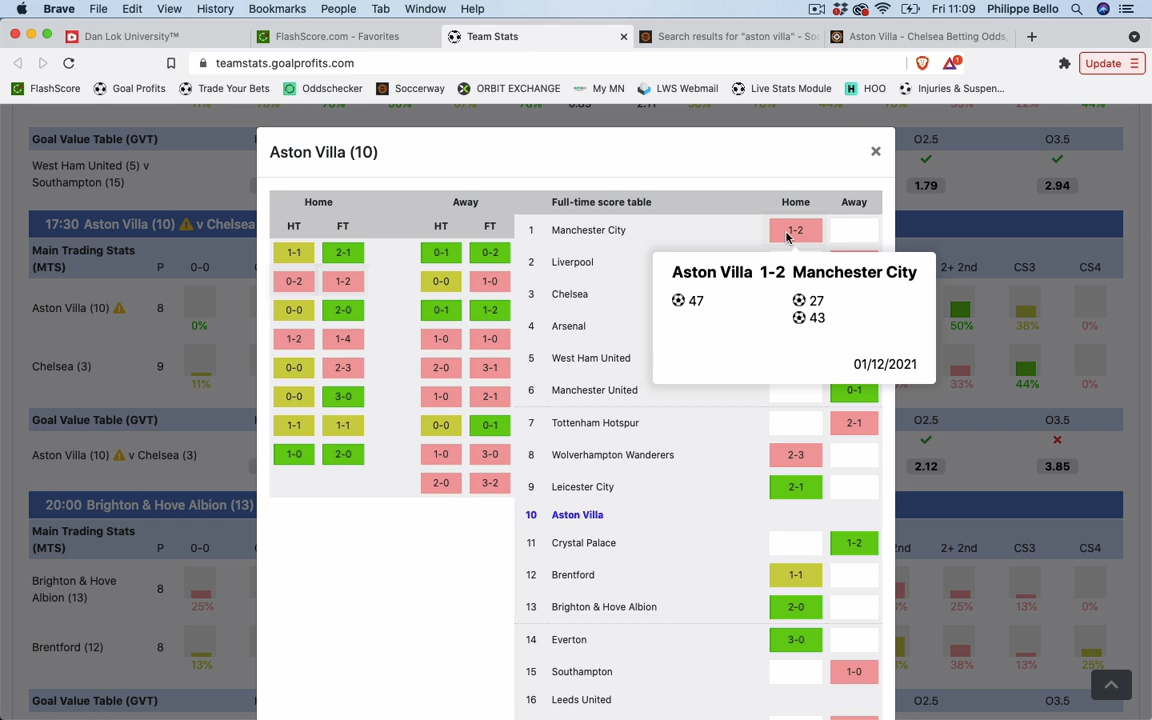 Brave File Edit View History Bookmarks People Tab Window Help Fri 11:09 Philippe Bello
Dan Lok University™ FlashScore.com - Favorites Team Stats Search results for "aston villa" - So Aston Villa - Chelsea Betting Odds,
teamstats.goalprofits.com 1 Update
FlashScore Goal Profits Trade Your Bets Oddschecker Soccerway ORBIT EXCHANGE My MN LWS Webmail Live Stats Module HOO Injuries & Suspen...
Goal Value Table (GVT) O2.5 O3.5
West Ham United (5) v
Southampton (15) 1.79 2.94
17:30 Aston Villa (10) v Chelsea
Main Trading Stats
(MTS) P 0-0 2nd 2+ 2nd CS3 CS4
Aston Villa (10) 8 0% 50% 38% 0%
Chelsea (3) 9 11% 33% 44% 0%
Goal Value Table (GVT) O2.5 O3.5
Aston Villa (10) v Chelsea (3) 2.12 3.85
20:00 Brighton & Hove Albion (13)
Main Trading Stats
(MTS) P 0-0 2nd 2+ 2nd CS3 CS4
Brighton & Hove
Albion (13) 8 25% 25% 13% 0%
Brentford (12) 8 13% 38% 13% 25%
Goal Value Table (GVT) O2.5 O3.5
Aston Villa (10) ×
Home Away
HT FT HT FT
1-1 2-1 0-1 0-2
0-2 1-2 0-0 1-0
0-0 2-0 0-1 1-2
1-2 1-4 1-0 1-0
0-0 2-3 2-0 3-1
0-0 3-0 1-0 2-1
1-1 1-1 0-0 0-1
1-0 2-0 1-0 3-0
2-0 3-2
Full-time score table Home Away
1 Manchester City 1-2
2 Liverpool
3 Chelsea
4 Arsenal
5 West Ham United
6 Manchester United 0-1
7 Tottenham Hotspur 2-1
8 Wolverhampton Wanderers 2-3
9 Leicester City 2-1
10 Aston Villa
11 Crystal Palace 1-2
12 Brentford 1-1
13 Brighton & Hove Albion 2-0
14 Everton 3-0
15 Southampton 1-0
16 Leeds United
Aston Villa 1-2 Manchester City
47 27
43
01/12/2021